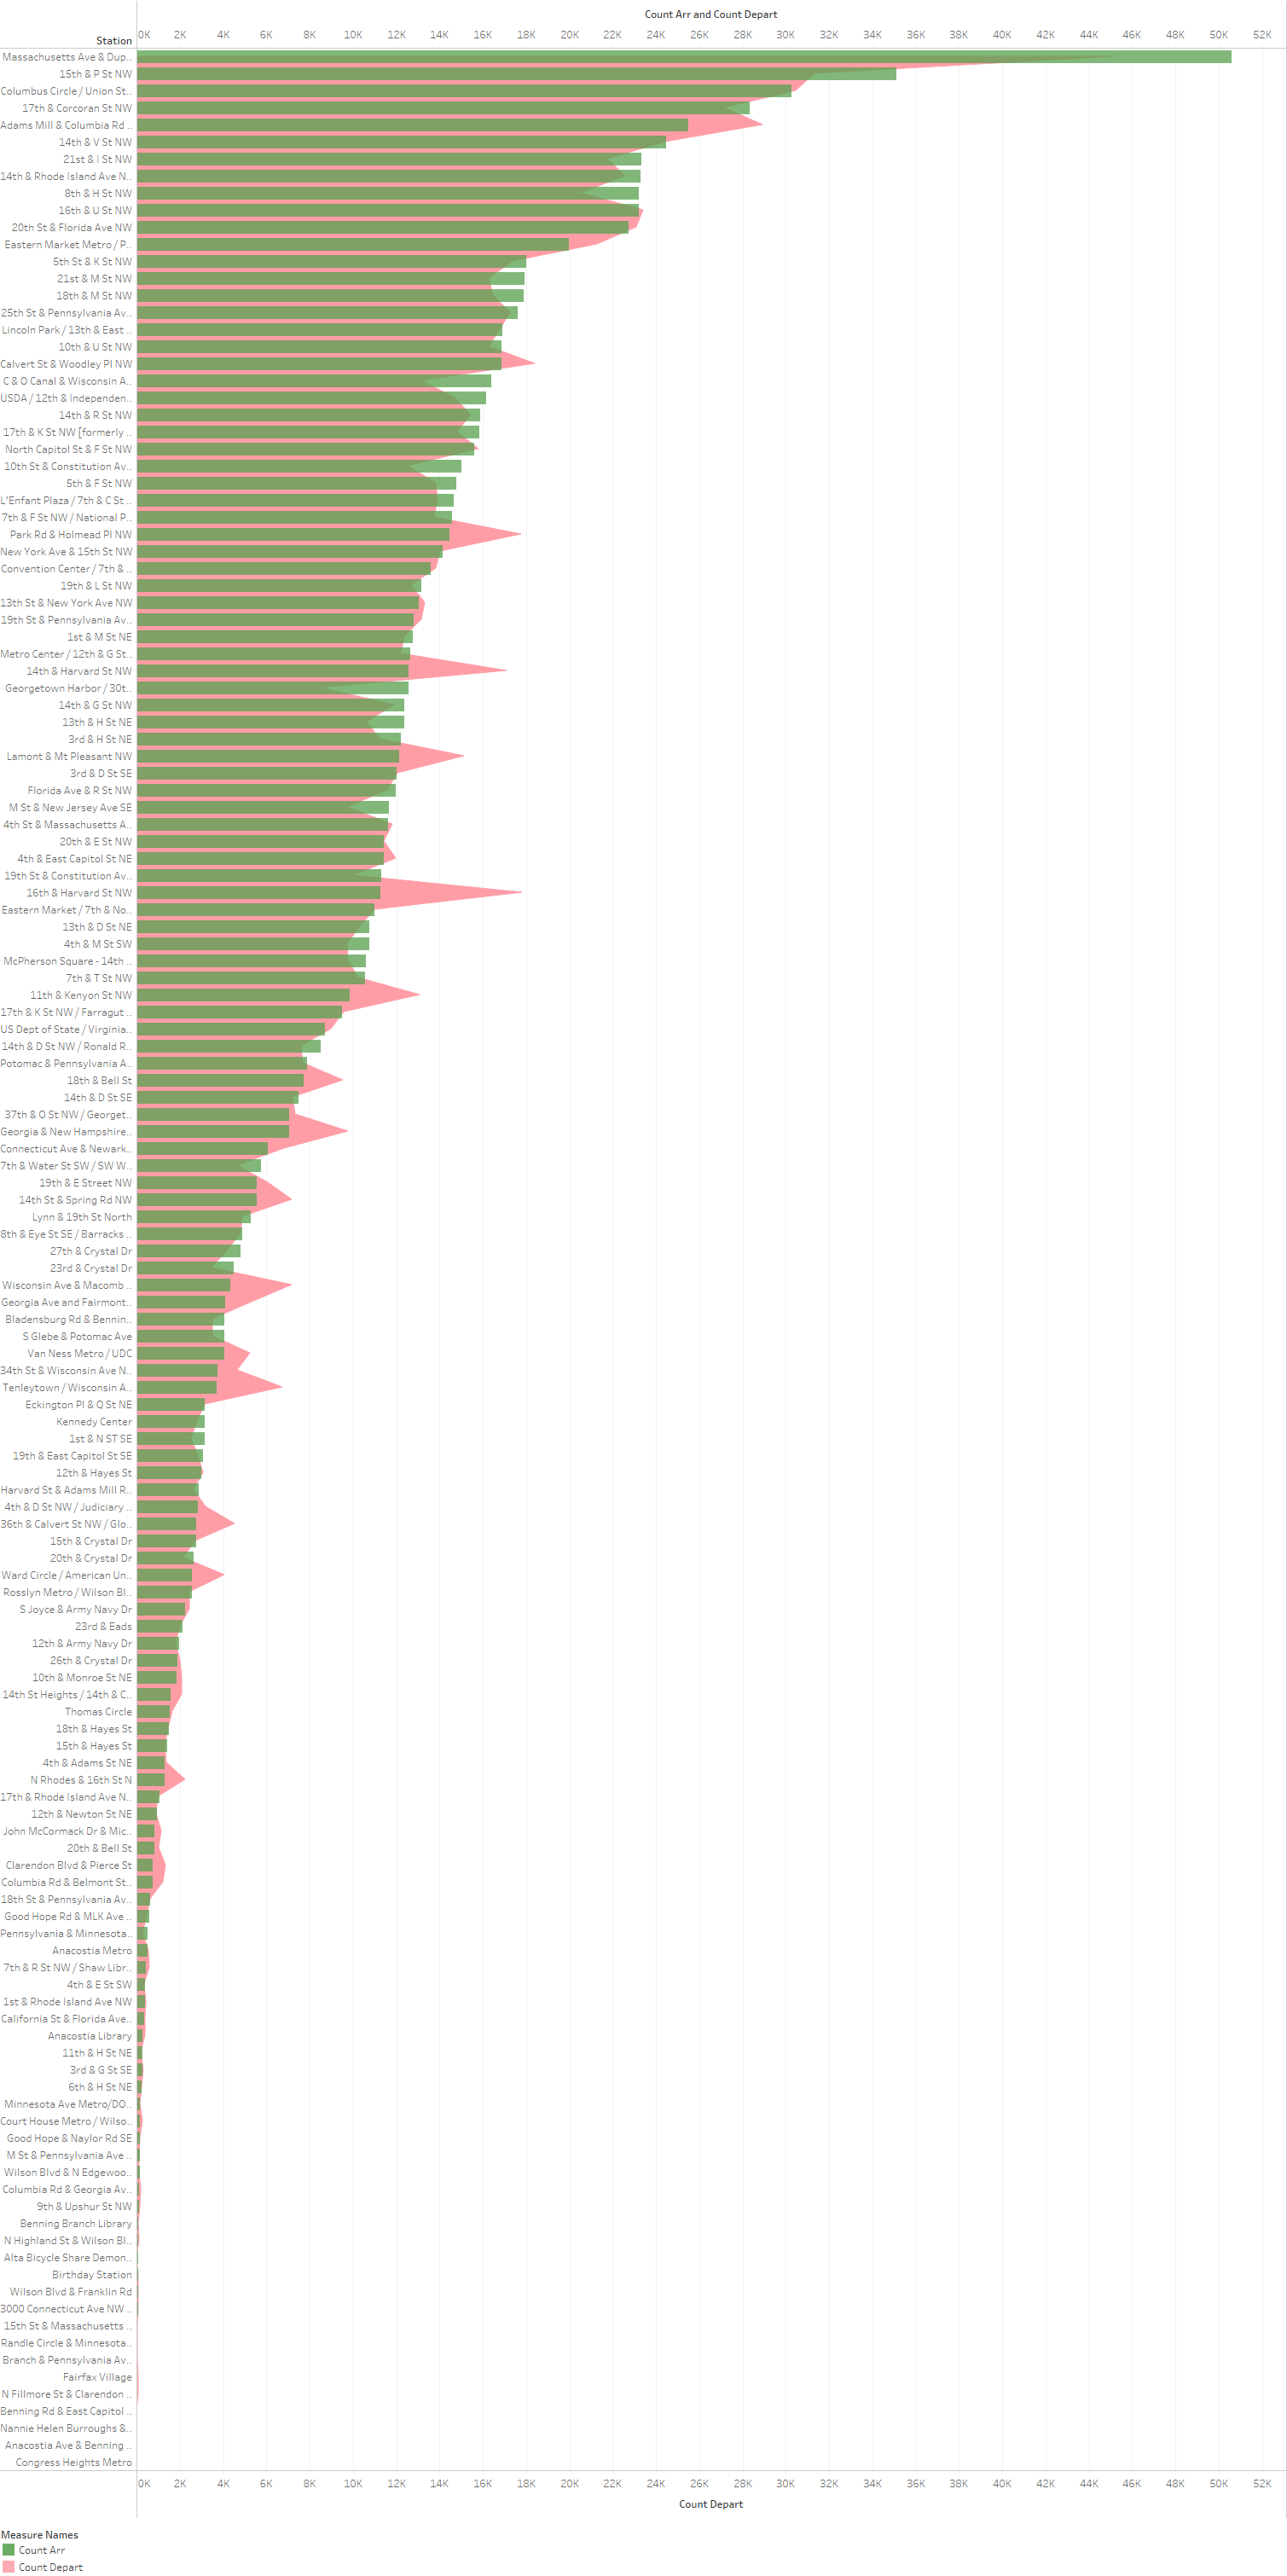 Count Arr and Count Depart
0K 2K 4K 6K 8K 10K 12K 14K 16K 18K 20K 22K 24K 26K 28K 30K 32K 34K 36K 38K 40K 42K 44K 46K 48K 50K 52K
Station
Massachusetts Ave & Dup..
15th & P St NW
Columbus Circle / Union St..
17th & Corcoran St NW
Adams Mill & Columbia Rd ..
14th & V St NW
21st & I St NW
14th & Rhode Island Ave N..
8th & H St NW
16th & U St NW
20th St & Florida Ave NW
Eastern Market Metro / P..
5th St & K St NW
21st & M St NW
18th & M St NW
25th St & Pennsylvania Av..
Lincoln Park / 13th & East ..
10th & U St NW
Calvert St & Woodley Pl NW
C & O Canal & Wisconsin A..
USDA / 12th & Independen..
14th & R St NW
17th & K St NW [formerly ..
North Capitol St & F St NW
10th St & Constitution Av..
5th & F St NW
L'Enfant Plaza / 7th & C St ..
7th & F St NW / National P..
Park Rd & Holmead Pl NW
New York Ave & 15th St NW
Convention Center / 7th & ..
19th & L St NW
13th St & New York Ave NW
19th St & Pennsylvania Av..
1st & M St NE
Metro Center / 12th & G St..
14th & Harvard St NW
Georgetown Harbor / 30t..
14th & G St NW
13th & H St NE
3rd & H St NE
Lamont & Mt Pleasant NW
3rd & D St SE
Florida Ave & R St NW
M St & New Jersey Ave SE
4th St & Massachusetts A..
20th & E St NW
4th & East Capitol St NE
19th St & Constitution Av..
16th & Harvard St NW
Eastern Market / 7th & No..
13th & D St NE
4th & M St SW
McPherson Square - 14th ..
7th & T St NW
11th & Kenyon St NW
17th & K St NW / Farragut ..
US Dept of State / Virginia..
14th & D St NW / Ronald R..
Potomac & Pennsylvania A..
18th & Bell St
14th & D St SE
37th & O St NW / Georget..
Georgia & New Hampshire..
Connecticut Ave & Newark..
7th & Water St SW / SW W..
19th & E Street NW
14th St & Spring Rd NW
Lynn & 19th St North
8th & Eye St SE / Barracks ..
27th & Crystal Dr
23rd & Crystal Dr
Wisconsin Ave & Macomb ..
Georgia Ave and Fairmont..
Bladensburg Rd & Bennin..
S Glebe & Potomac Ave
Van Ness Metro / UDC
34th St & Wisconsin Ave N..
Tenleytown / Wisconsin A..
Eckington Pl & Q St NE
Kennedy Center
1st & N ST SE
19th & East Capitol St SE
12th & Hayes St
Harvard St & Adams Mill R..
4th & D St NW / Judiciary ..
36th & Calvert St NW / Glo..
15th & Crystal Dr
20th & Crystal Dr
Ward Circle / American Un..
Rosslyn Metro / Wilson Bl..
S Joyce & Army Navy Dr
23rd & Eads
12th & Army Navy Dr
26th & Crystal Dr
10th & Monroe St NE
14th St Heights / 14th & C..
Thomas Circle
18th & Hayes St
15th & Hayes St
4th & Adams St NE
N Rhodes & 16th St N
17th & Rhode Island Ave N..
12th & Newton St NE
John McCormack Dr & Mic..
20th & Bell St
Clarendon Blvd & Pierce St
Columbia Rd & Belmont St..
18th St & Pennsylvania Av..
Good Hope Rd & MLK Ave ..
Pennsylvania & Minnesota..
Anacostia Metro
7th & R St NW / Shaw Libr..
4th & E St SW
1st & Rhode Island Ave NW
California St & Florida Ave..
Anacostia Library
11th & H St NE
3rd & G St SE
6th & H St NE
Minnesota Ave Metro/DO..
Court House Metro / Wilso..
Good Hope & Naylor Rd SE
M St & Pennsylvania Ave ..
Wilson Blvd & N Edgewoo..
Columbia Rd & Georgia Av..
9th & Upshur St NW
Benning Branch Library
N Highland St & Wilson Bl..
Alta Bicycle Share Demon..
Birthday Station
Wilson Blvd & Franklin Rd
3000 Connecticut Ave NW ..
15th St & Massachusetts ..
Randle Circle & Minnesota..
Branch & Pennsylvania Av..
Fairfax Village
N Fillmore St & Clarendon ..
Benning Rd & East Capitol ..
Nannie Helen Burroughs &..
Anacostia Ave & Benning ..
Congress Heights Metro
0K 2K 4K 6K 8K 10K 12K 14K 16K 18K 20K 22K 24K 26K 28K 30K 32K 34K 36K 38K 40K 42K 44K 46K 48K 50K 52K
Count Depart
Measure Names
Count Arr
Count Depart